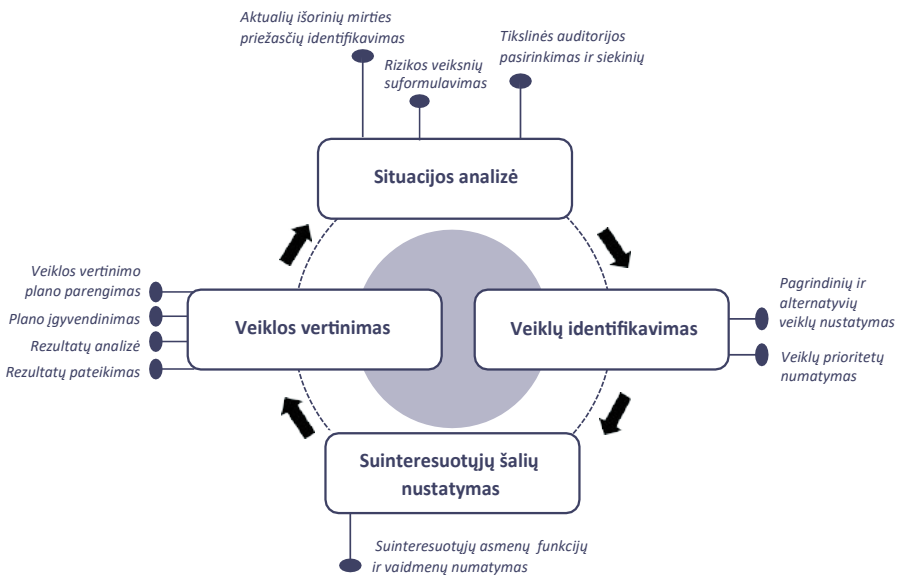 Aktualių išorinių mirties
priežasčių identifikavimas
Rizikos veiksnių
suformulavimas
Tikslinės auditorijos
pasirinkimas ir siekinių
Situacijos analizė
Veiklos vertinimo
plano parengimas
Plano įgyvendinimas
Rezultatų analizė
Rezultatų pateikimas
Veiklos vertinimas
Veiklų identifikavimas
Pagrindinių ir
alternatyvių
veiklų nustatymas
Veiklų prioritetų
numatymas
Suinteresuotųjų šalių
nustatymas
Suinteresuotųjų asmenų funkcijų
ir vaidmenų numatymas